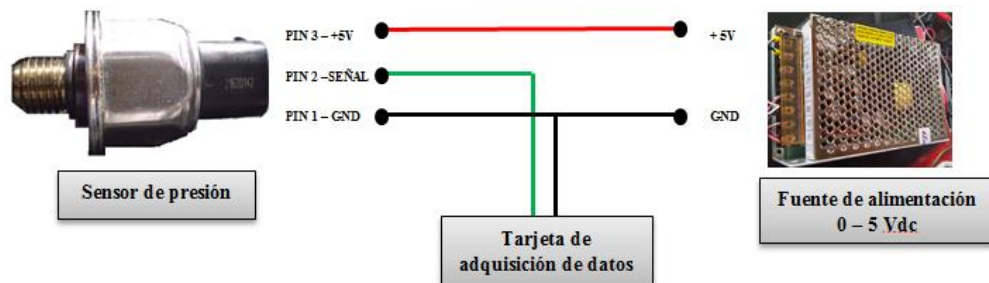 PIN 3 – +5V
+ 5V
PIN 2 –SEÑAL
PIN 1 – GND
GND
Sensor de presión
Fuente de alimentación
0 – 5 Vdc
Tarjeta de
adquisición de datos